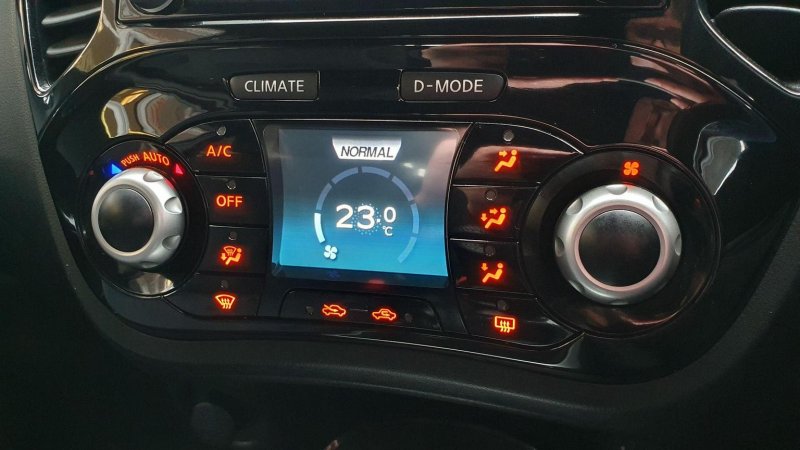 CLIMATE
D-MODE
PUSH AUTO
A/C
OFF
NORMAL
23.0
°C